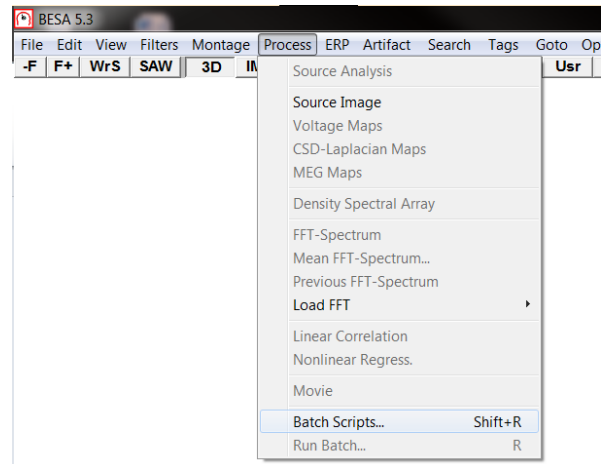 BESA 5.3
File Edit View Filters Montage Process ERP Artifact Search Tags Goto Op
-F F+ WrS SAW 3D Usr
Source Analysis
Source Image
Voltage Maps
CSD-Laplacian Maps
MEG Maps
Density Spectral Array
FFT-Spectrum
Mean FFT-Spectrum...
Previous FFT-Spectrum
Load FFT
Linear Correlation
Nonlinear Regress.
Movie
Batch Scripts... Shift+R
Run Batch... R